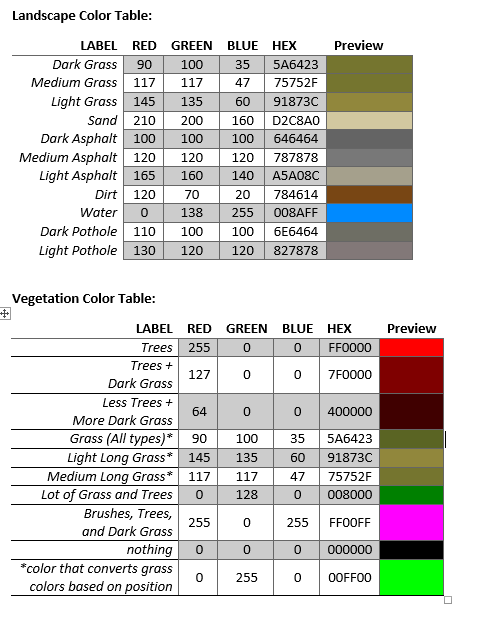 Landscape Color Table:
LABEL RED GREEN BLUE HEX Preview
Dark Grass 90 100 35 5A6423
Medium Grass 117 117 47 75752F
Light Grass 145 135 60 91873C
Sand 210 200 160 D2C8A0
Dark Asphalt 100 100 100 646464
Medium Asphalt 120 120 120 787878
Light Asphalt 165 160 140 A5A08C
Dirt 120 70 20 784614
Water 0 138 255 008AFF
Dark Pothole 110 100 100 6E6464
Light Pothole 130 120 120 827878
Vegetation Color Table:
LABEL RED GREEN BLUE HEX Preview
Trees 255 0 0 FF0000
Trees +
Dark Grass 127 0 0 7F0000
Less Trees +
More Dark Grass 64 0 0 400000
Grass (All types)* 90 100 35 5A6423
Light Long Grass* 145 135 60 91873C
Medium Long Grass* 117 117 47 75752F
Lot of Grass and Trees 0 128 0 008000
Brushes, Trees,
and Dark Grass 255 0 255 FF00FF
nothing 0 0 0 000000
*color that converts grass
colors based on position 0 255 0 00FF00